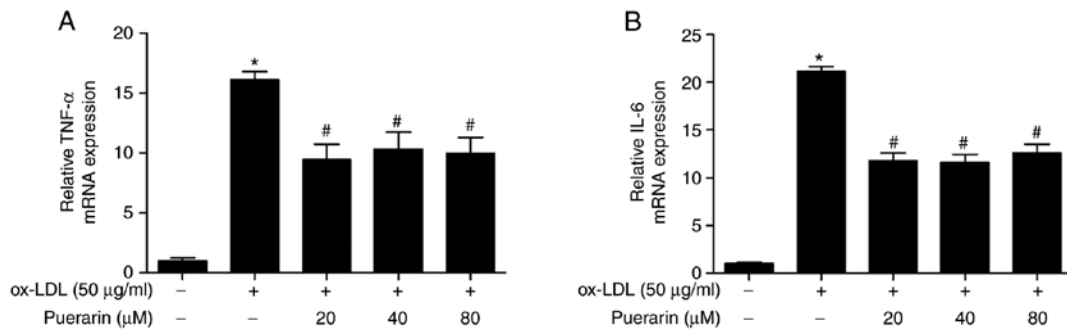 A
Relative TNF-α
mRNA expression
20
15
10
5
0
*
#
#
#
ox-LDL (50 μg/ml) – + + + +
Puerarin (μM) – – 20 40 80
B
Relative IL-6
mRNA expression
25
20
15
10
5
0
*
#
#
#
ox-LDL (50 μg/ml) – + + + +
Puerarin (μM) – – 20 40 80